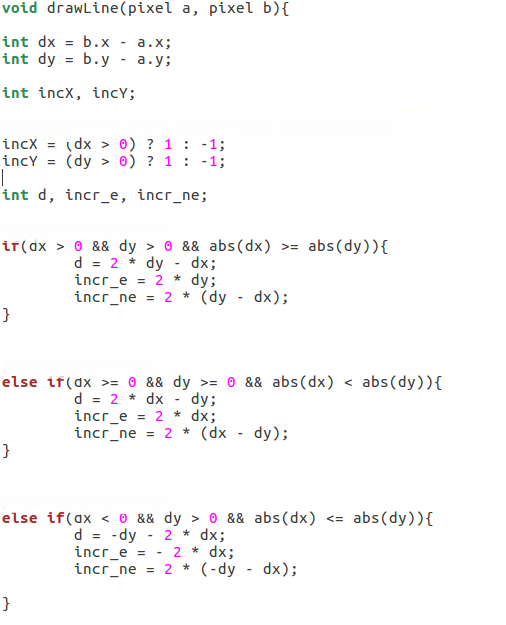 void drawLine(pixel a, pixel b){
int dx = b.x - a.x;
int dy = b.y - a.y;
int incX, incY;
incX = (dx > 0) ? 1 : -1;
incY = (dy > 0) ? 1 : -1;
int d, incr_e, incr_ne;
if(dx > 0 && dy > 0 && abs(dx) >= abs(dy)){
d = 2 * dy - dx;
incr_e = 2 * dy;
incr_ne = 2 * (dy - dx);
}
else if(dx >= 0 && dy >= 0 && abs(dx) < abs(dy)){
d = 2 * dx - dy;
incr_e = 2 * dx;
incr_ne = 2 * (dx - dy);
}
else if(dx < 0 && dy > 0 && abs(dx) <= abs(dy)){
d = -dy - 2 * dx;
incr_e = - 2 * dx;
incr_ne = 2 * (-dy - dx);
}